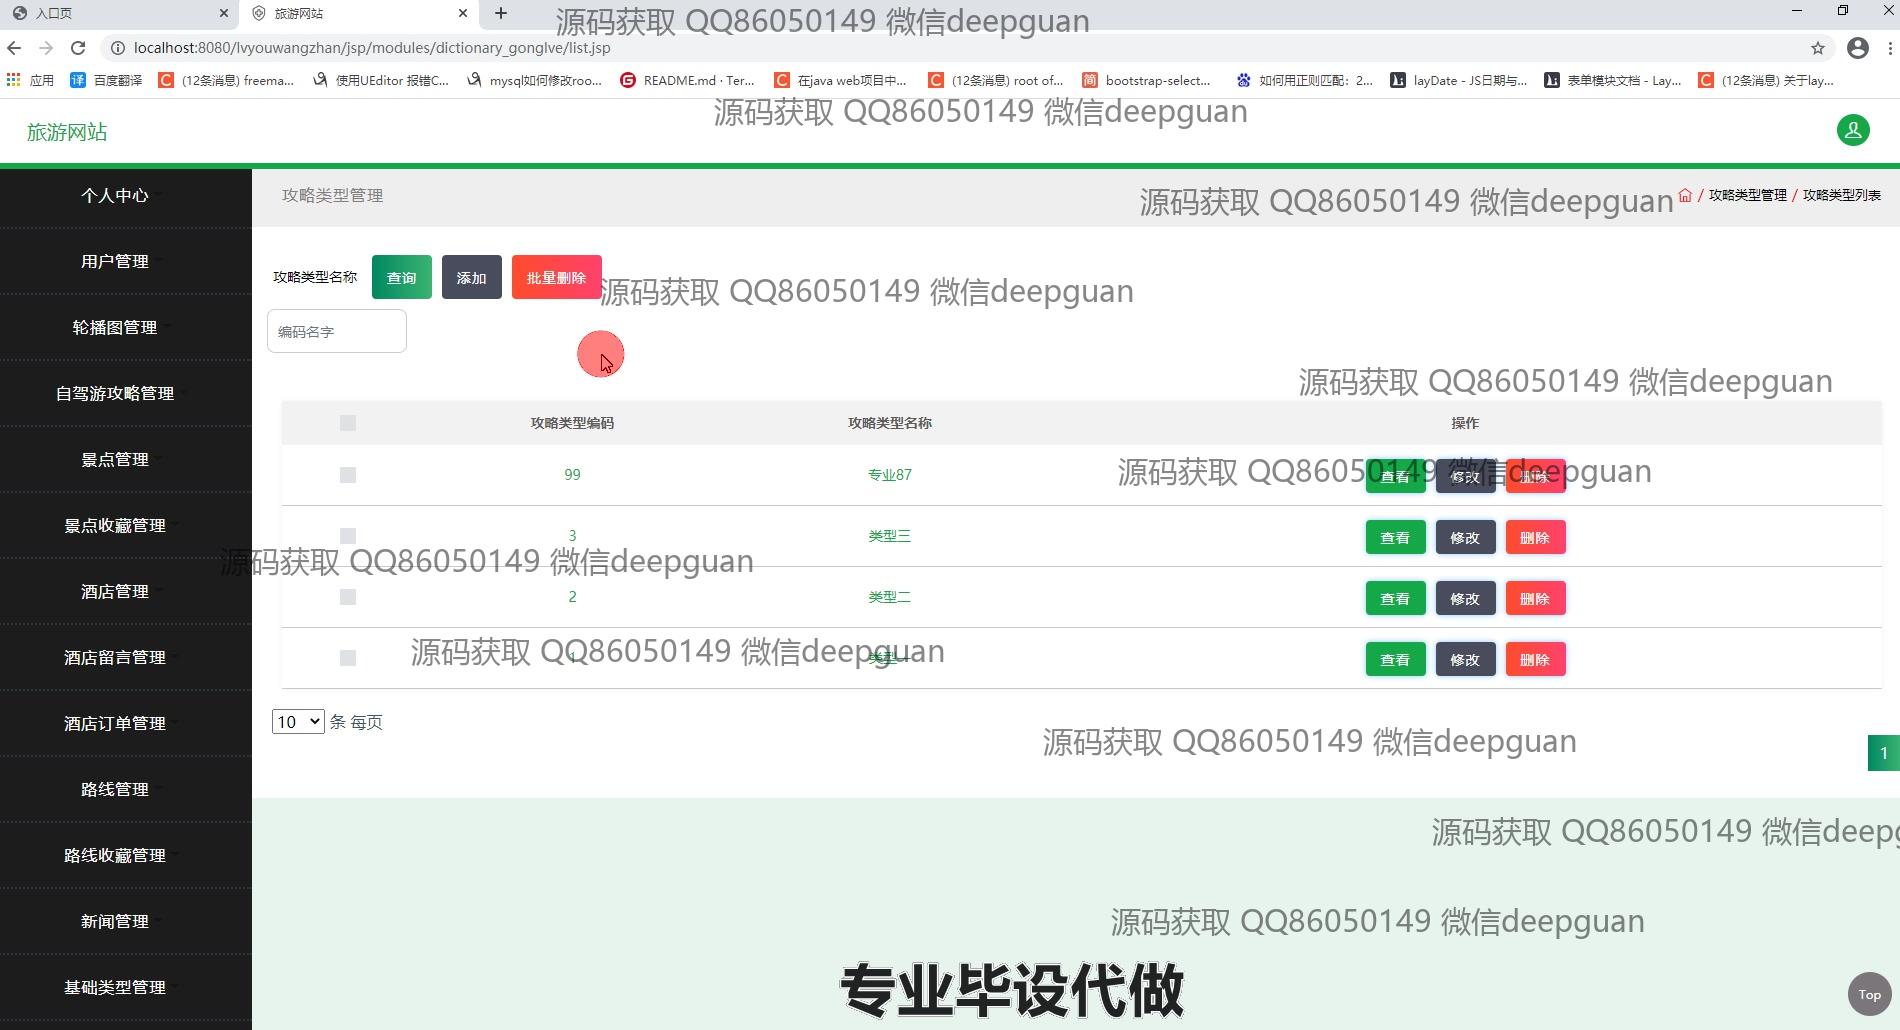 入口页
旅游网站
源码获取 QQ86050149 微信deepguan
localhost:8080/lvyouwangzhan/jsp/modules/dictionary_gonglve/list.jsp
应用
百度翻译
(12条消息) freema...
使用UEditor 报错C...
mysql如何修改roo...
README.md · Ter...
在java web项目中...
(12条消息) root of...
bootstrap-select...
如何用正则匹配：2...
layDate - JS日期与...
表单模块文档 - Lay...
(12条消息) 关于lay...
源码获取 QQ86050149 微信deepguan
旅游网站
个人中心
用户管理
轮播图管理
自驾游攻略管理
景点管理
景点收藏管理
酒店管理
酒店留言管理
酒店订单管理
路线管理
路线收藏管理
新闻管理
基础类型管理
攻略类型管理
源码获取 QQ86050149 微信deepguan
/ 攻略类型管理 / 攻略类型列表
攻略类型名称 查询 添加 批量删除
源码获取 QQ86050149 微信deepguan
编码名字
源码获取 QQ86050149 微信deepguan
攻略类型编码 攻略类型名称 操作
99 专业87 查看 修改 删除
源码获取 QQ86050149 微信deepguan
3 类型三 查看 修改 删除
源码获取 QQ86050149 微信deepguan
2 类型二 查看 修改 删除
源码获取 QQ86050149 微信deepguan
1 类型一 查看 修改 删除
10 条 每页
源码获取 QQ86050149 微信deepguan
1
源码获取 QQ86050149 微信deepg
源码获取 QQ86050149 微信deepguan
专业毕设代做
Top